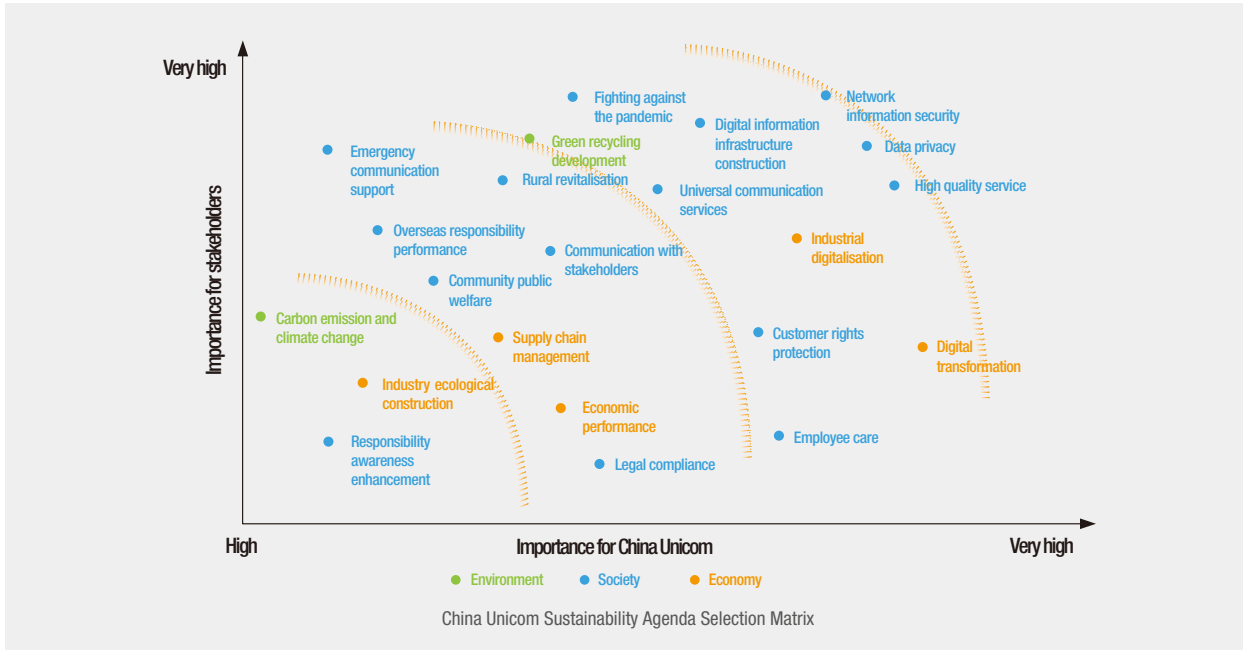 Very high
Fighting against
the pandemic
Network
information security
Digital information
infrastructure
construction
Green recycling
development
Data privacy
Emergency
communication
support
Rural revitalisation
Universal communication
services
High quality service
Overseas responsibility
performance
Industrial
digitalisation
Communication with
stakeholders
Community public
welfare
Importance for stakeholders
Carbon emission and
climate change
Supply chain
management
Customer rights
protection
Digital
transformation
Industry ecological
construction
Economic
performance
Responsibility
awareness
enhancement
Employee care
Legal compliance
High
Importance for China Unicom
Very high
Environment
Society
Economy
China Unicom Sustainability Agenda Selection Matrix